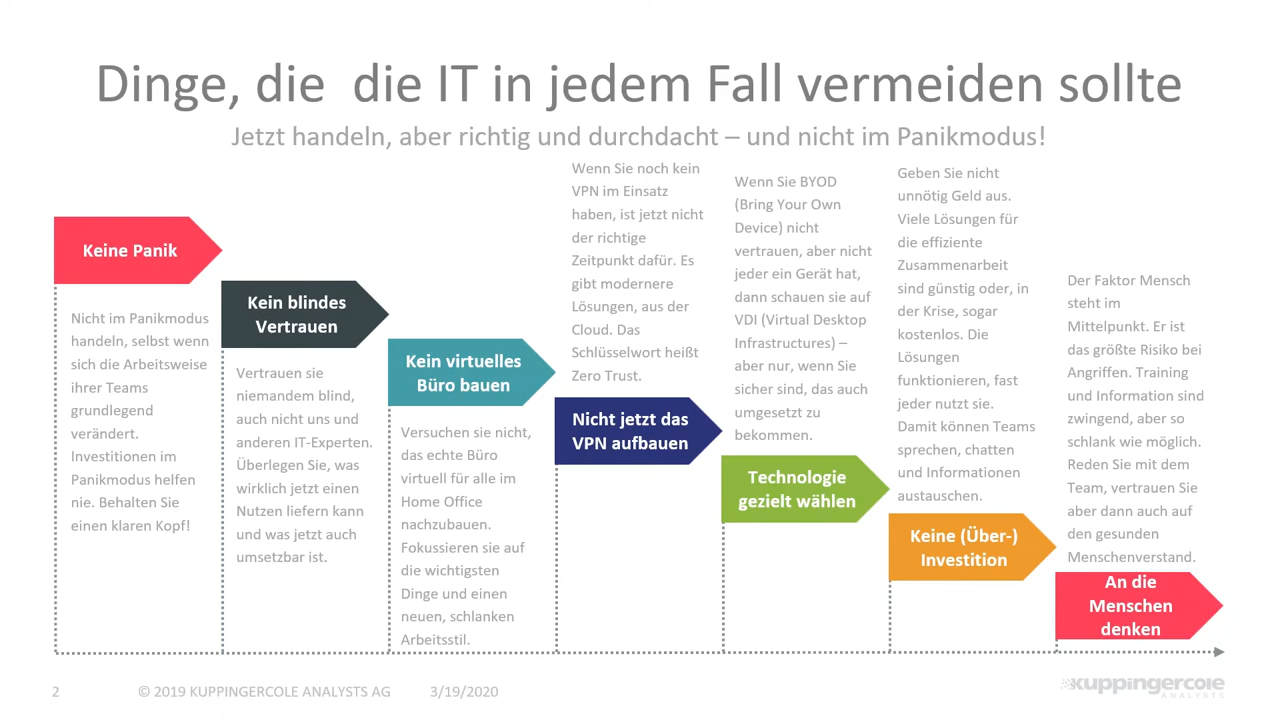 Dinge, die  die IT in jedem Fall vermeiden sollte
Jetzt handeln, aber richtig und durchdacht – und nicht im Panikmodus!
Keine Panik
Nicht im Panikmodus
handeln, selbst wenn
sich die Arbeitsweise
ihrer Teams
grundlegend
verändert.
Investitionen im
Panikmodus helfen
nie. Behalten Sie
einen klaren Kopf!
Kein blindes
Vertrauen
Vertrauen sie
niemandem blind,
auch nicht uns und
anderen IT-Experten.
Überlegen Sie, was
wirklich jetzt einen
Nutzen liefern kann
und was jetzt auch
umsetzbar ist.
Kein virtuelles
Büro bauen
Versuchen sie nicht,
das echte Büro
virtuell für alle im
Home Office
nachzubauen.
Fokussieren sie auf
die wichtigsten
Dinge und einen
neuen, schlanken
Arbeitsstil.
Wenn Sie noch kein
VPN im Einsatz
haben, ist jetzt nicht
der richtige
Zeitpunkt dafür. Es
gibt modernere
Lösungen, aus der
Cloud. Das
Schlüsselwort heißt
Zero Trust.
Nicht jetzt das
VPN aufbauen
Wenn Sie BYOD
(Bring Your Own
Device) nicht
vertrauen, aber nicht
jeder ein Gerät hat,
dann schauen sie auf
VDI (Virtual Desktop
Infrastructures) –
aber nur, wenn Sie
sicher sind, das auch
umgesetzt zu
bekommen.
Technologie
gezielt wählen
Geben Sie nicht
unnötig Geld aus.
Viele Lösungen für
die effiziente
Zusammenarbeit
sind günstig oder, in
der Krise, sogar
kostenlos. Die
Lösungen
funktionieren, fast
jeder nutzt sie.
Damit können Teams
sprechen, chatten
und Informationen
austauschen.
Keine (Über-)
Investition
Der Faktor Mensch
steht im
Mittelpunkt. Er ist
das größte Risiko bei
Angriffen. Training
und Information sind
zwingend, aber so
schlank wie möglich.
Reden Sie mit dem
Team, vertrauen Sie
aber dann auch auf
den gesunden
Menschenverstand.
An die
Menschen
denken
2
© 2019 KUPPINGERCOLE ANALYSTS AG
3/19/2020
kuppingercole
ANALYSTS